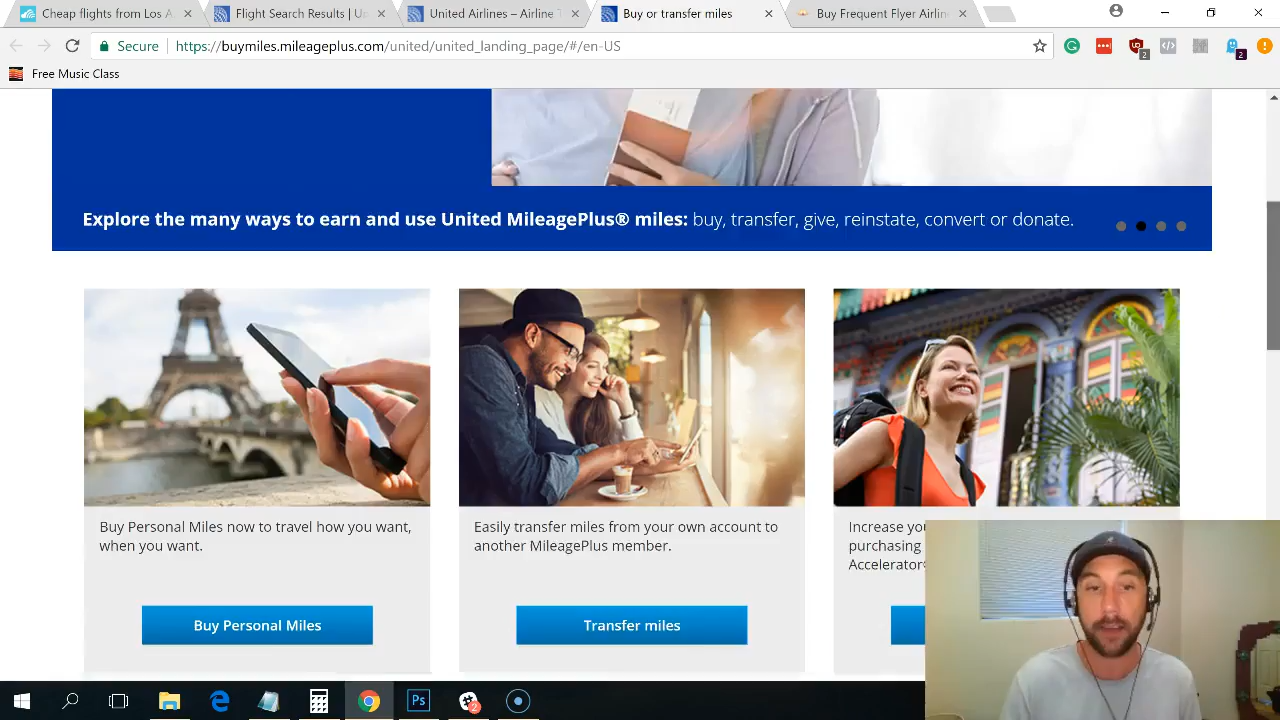 Cheap flights from Los A
Flight Search Results | U
United Airlines – Airline T
Buy or transfer miles
Buy Frequent Flyer Airlin
Secure
https://buymiles.mileageplus.com/united/united_landing_page/#/en-US
2
2
Free Music Class
Explore the many ways to earn and use United MileagePlus® miles: buy, transfer, give, reinstate, convert or donate.
Buy Personal Miles now to travel how you want,
when you want.
Buy Personal Miles
Easily transfer miles from your own account to
another MileagePlus member.
Transfer miles
Increase you
purchasing
Accelerator
Ps
2